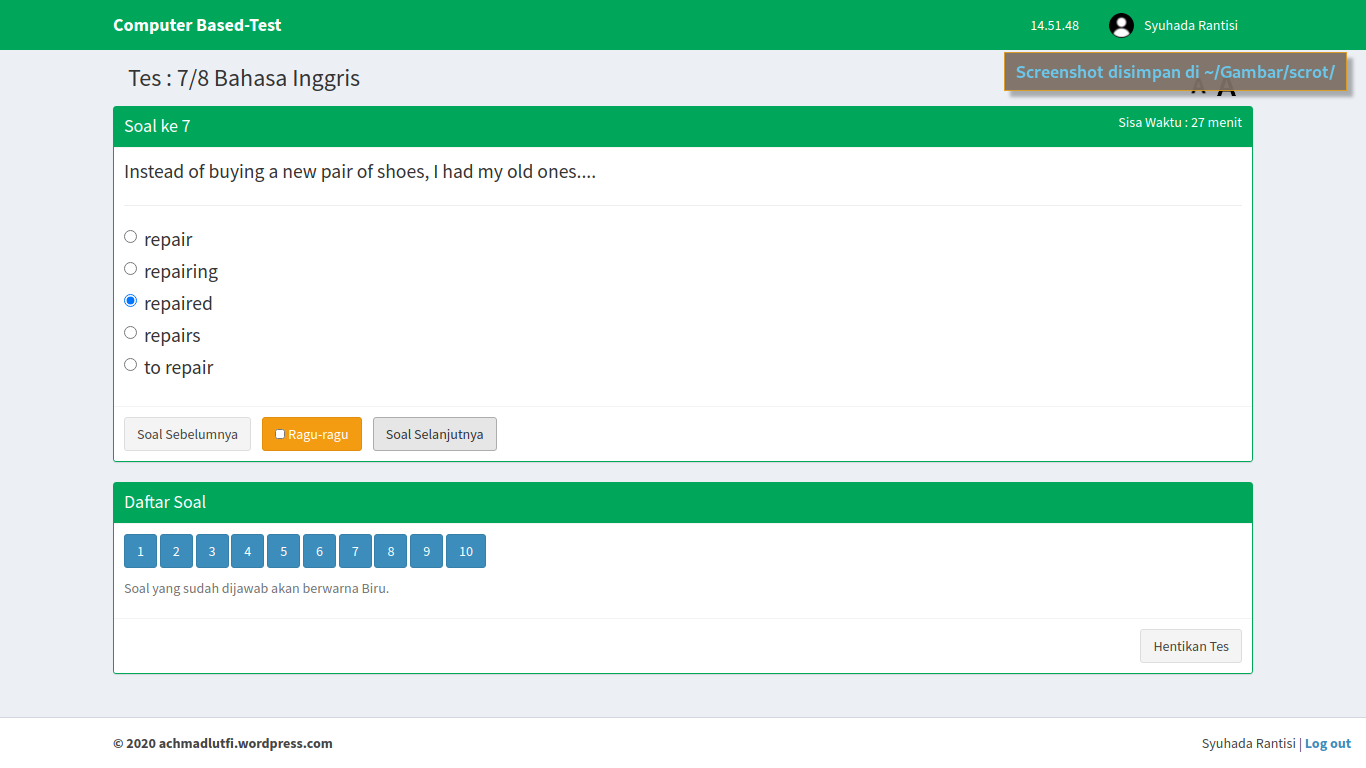 Computer Based-Test
14.51.48
Syuhada Rantisi
Tes : 7/8 Bahasa Inggris
Screenshot disimpan di ~/Gambar/scrot/
A A
Soal ke 7
Sisa Waktu : 27 menit
Instead of buying a new pair of shoes, I had my old ones....
repair
repairing
repaired
repairs
to repair
Soal Sebelumnya
Ragu-ragu
Soal Selanjutnya
Daftar Soal
1 2 3 4 5 6 7 8 9 10
Soal yang sudah dijawab akan berwarna Biru.
Hentikan Tes
© 2020 achmadlutfi.wordpress.com
Syuhada Rantisi | Log out